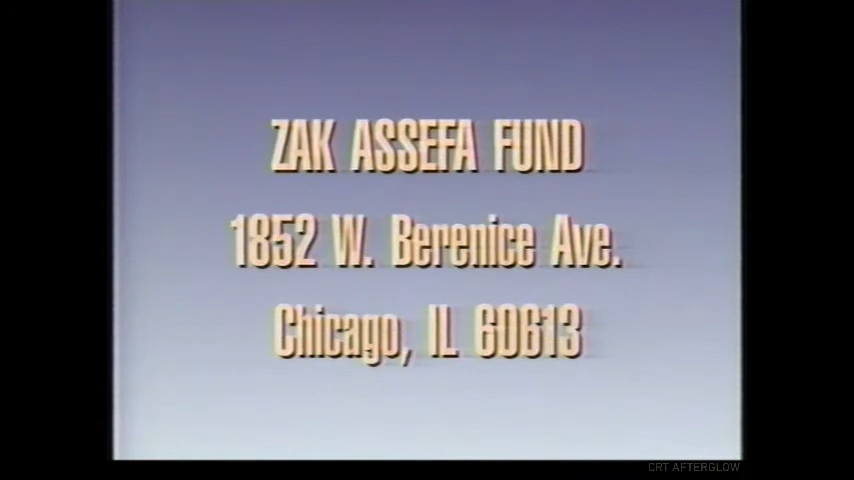 ZAK ASSEFA FUND
1852 W. Berenice Ave.
Chicago, IL 60613
CRT AFTERGLOW